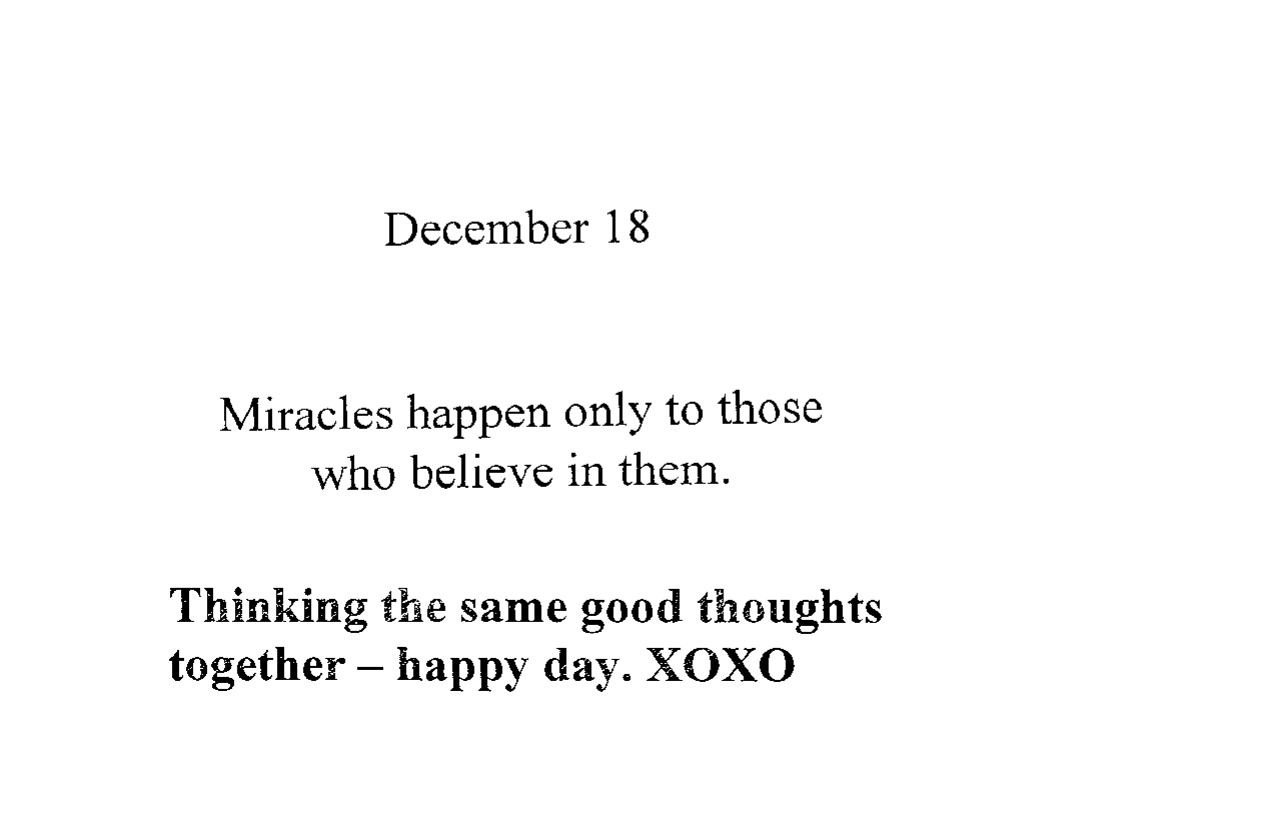 December 18
Miracles happen only to those
who believe in them.
Thinking the same good thoughts
together – happy day. XOXO